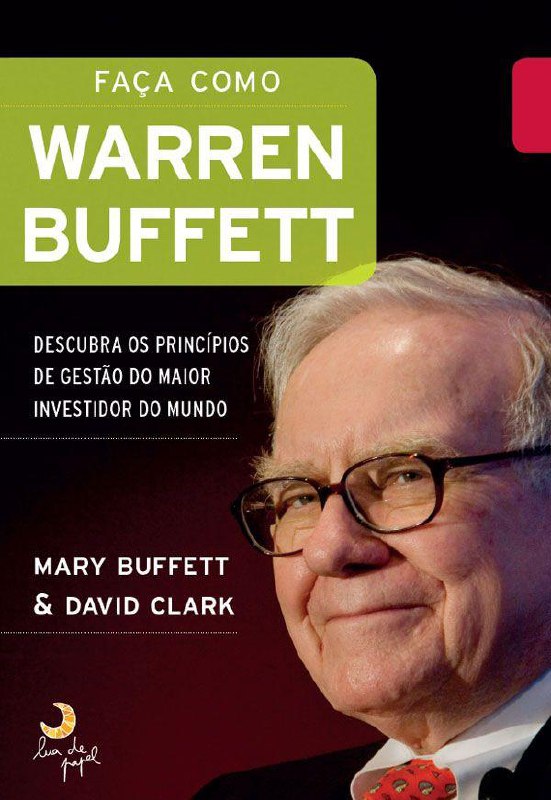 FAÇA COMO
WARREN
BUFFETT
DESCUBRA OS PRINCÍPIOS
DE GESTÃO DO MAIOR
INVESTIDOR DO MUNDO
MARY BUFFETT
& DAVID CLARK
lua de
papel